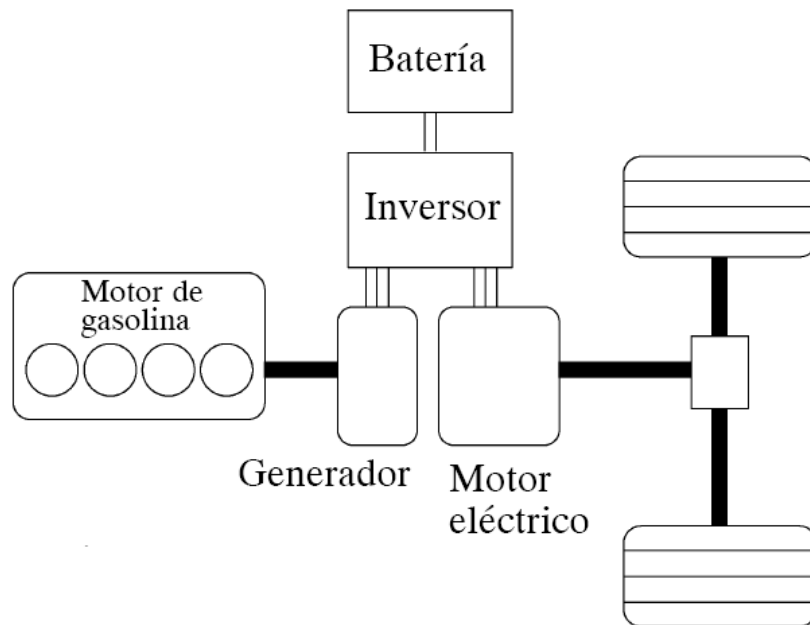 Batería
Inversor
Motor de
gasolina
Generador
Motor
eléctrico